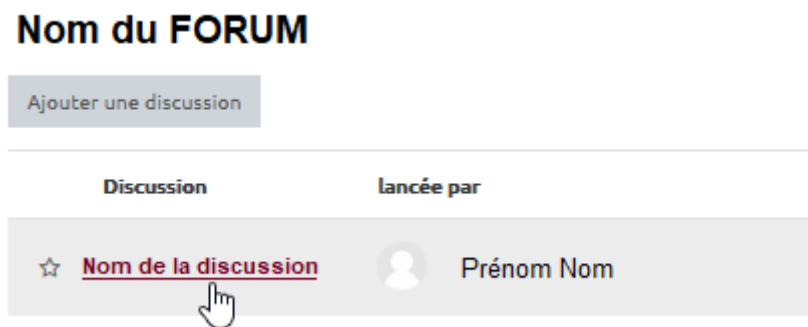 Nom du FORUM
Ajouter une discussion
Discussion lancée par
Nom de la discussion Prénom Nom